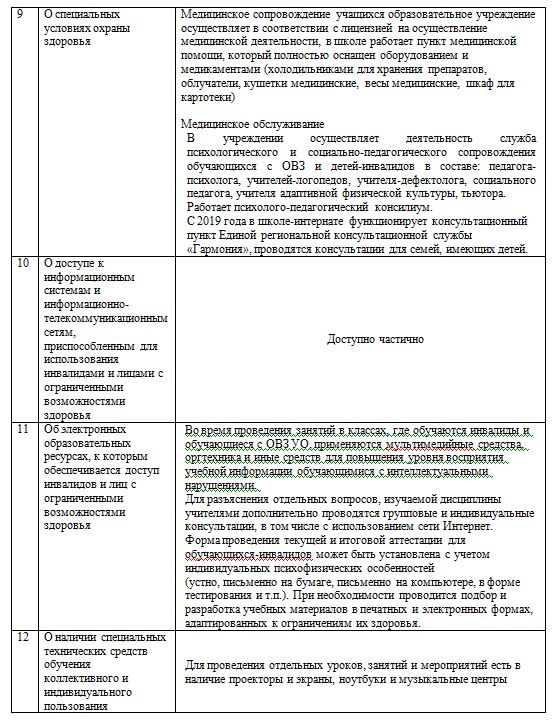 9
О специальных
условиях охраны
здоровья
Медицинское сопровождение учащихся образовательное учреждение
осуществляет в соответствии с лицензией на осуществление
медицинской деятельности, в школе работает пункт медицинской
помощи, который полностью оснащен оборудованием и
медикаментами (холодильниками для хранения препаратов,
облучатели, кушетки медицинские, весы медицинские, шкаф для
картотеки)
Медицинское обслуживание
В учреждении осуществляет деятельность служба
психологического и социально-педагогического сопровождения
обучающихся с ОВЗ и детей-инвалидов в составе: педагога-
психолога, учителей-логопедов, учителя-дефектолога, социального
педагога, учителя адаптивной физической культуры, тьютора.
Работает психолого-педагогический консилиум.
С 2019 года в школе-интернате функционирует консультационный
пункт Единой региональной консультационной службы
«Гармония», проводятся консультации для семей, имеющих детей.
10
О доступе к
информационным
системам и
информационно-
телекоммуникационным
сетям,
приспособленным для
использования
инвалидами и лицами с
ограниченными
возможностями
здоровья
Доступно частично
11
Об электронных
образовательных
ресурсах, к которым
обеспечивается доступ
инвалидов и лиц с
ограниченными
возможностями
здоровья
Во время проведения занятий в классах, где обучаются инвалиды и
обучающиеся с ОВЗ УО, применяются мультимедийные средства,
оргтехника и иные средств для повышения уровня восприятия
учебной информации обучающимися с интеллектуальными
нарушениями.
Для разъяснения отдельных вопросов, изучаемой дисциплины
учителями дополнительно проводятся групповые и индивидуальные
консультации, в том числе с использованием сети Интернет.
Форма проведения текущей и итоговой аттестации для
обучающихся-инвалидов может быть установлена с учетом
индивидуальных психофизических особенностей
(устно, письменно на бумаге, письменно на компьютере, в форме
тестирования и т.п.). При необходимости проводится подбор и
разработка учебных материалов в печатных и электронных формах,
адаптированных к ограничениям их здоровья.
12
О наличии специальных
технических средств
обучения
коллективного и
индивидуального
пользования
Для проведения отдельных уроков, занятий и мероприятий есть в
наличие проекторы и экраны, ноутбуки и музыкальные центры